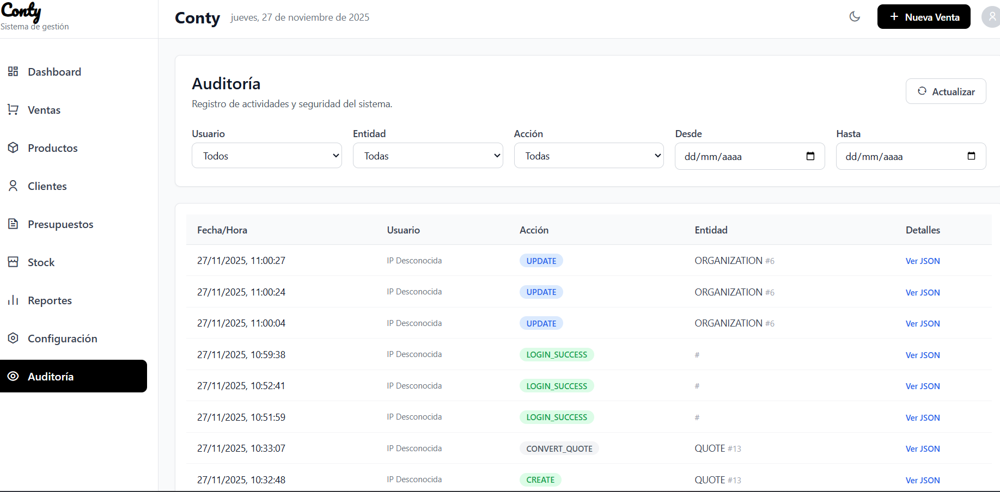 Conty
Sistema de gestión
Conty jueves, 27 de noviembre de 2025
+ Nueva Venta
Dashboard
Ventas
Productos
Clientes
Presupuestos
Stock
Reportes
Configuración
Auditoría
Auditoría
Registro de actividades y seguridad del sistema.
Actualizar
Usuario Entidad Acción Desde Hasta
Todos Todas Todas dd/mm/aaaa dd/mm/aaaa
Fecha/Hora Usuario Acción Entidad Detalles
27/11/2025, 11:00:27 IP Desconocida UPDATE ORGANIZATION #6 Ver JSON
27/11/2025, 11:00:24 IP Desconocida UPDATE ORGANIZATION #6 Ver JSON
27/11/2025, 11:00:04 IP Desconocida UPDATE ORGANIZATION #6 Ver JSON
27/11/2025, 10:59:38 IP Desconocida LOGIN_SUCCESS # Ver JSON
27/11/2025, 10:52:41 IP Desconocida LOGIN_SUCCESS # Ver JSON
27/11/2025, 10:51:59 IP Desconocida LOGIN_SUCCESS # Ver JSON
27/11/2025, 10:33:07 IP Desconocida CONVERT_QUOTE QUOTE #13 Ver JSON
27/11/2025, 10:32:48 IP Desconocida CREATE QUOTE #13 Ver JSON